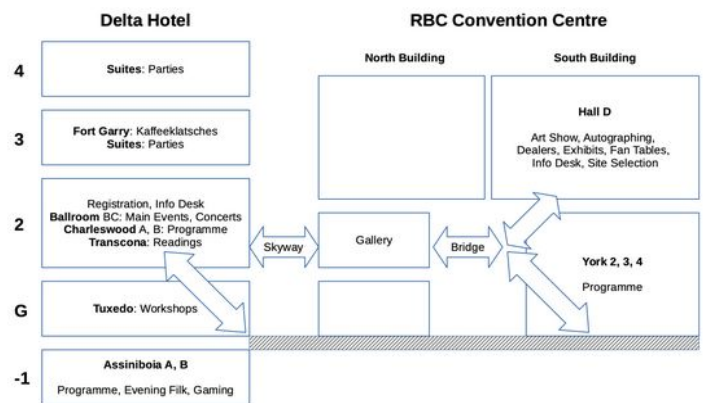 Delta Hotel
RBC Convention Centre
North Building
South Building
4
Suites: Parties
3
Fort Garry: Kaffeeklatsches
Suites: Parties
Hall D
Art Show, Autographing,
Dealers, Exhibits, Fan Tables,
Info Desk, Site Selection
2
Registration, Info Desk
Ballroom BC: Main Events, Concerts
Charleswood A, B: Programme
Transcona: Readings
Skyway
Gallery
Bridge
York 2, 3, 4
Programme
G
Tuxedo: Workshops
-1
Assiniboia A, B
Programme, Evening Filk, Gaming